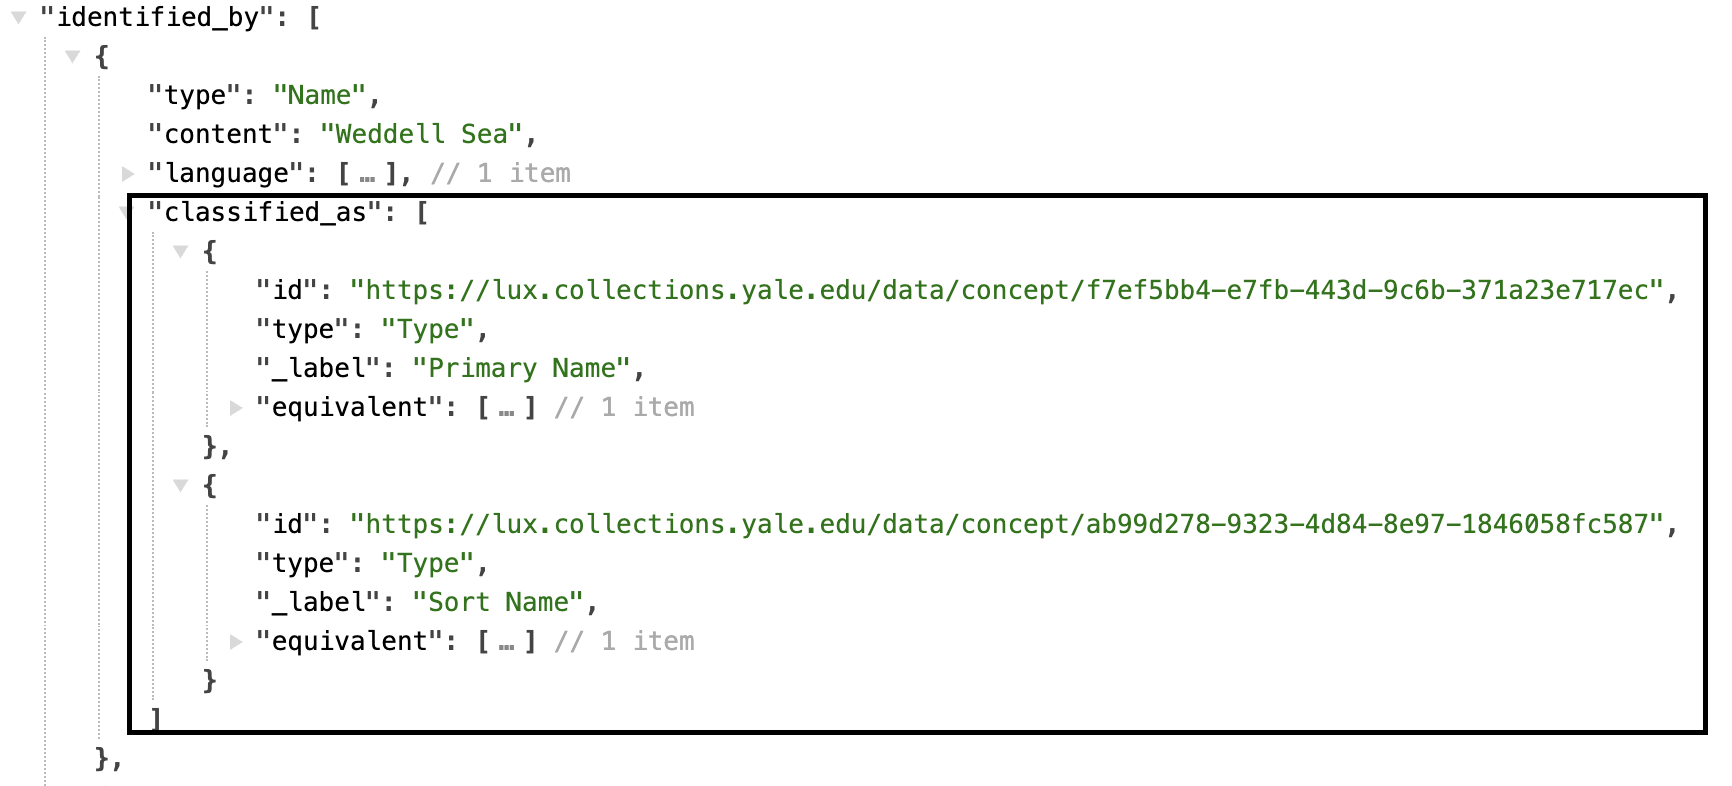 "identified_by": [
{
"type": "Name",
"content": "Weddell Sea",
"language": [ … ], // 1 item
"classified_as": [
{
"id": "https://lux.collections.yale.edu/data/concept/f7ef5bb4-e7fb-443d-9c6b-371a23e717ec",
"type": "Type",
"_label": "Primary Name",
"equivalent": [ … ] // 1 item
},
{
"id": "https://lux.collections.yale.edu/data/concept/ab99d278-9323-4d84-8e97-1846058fc587",
"type": "Type",
"_label": "Sort Name",
"equivalent": [ … ] // 1 item
}
]
},